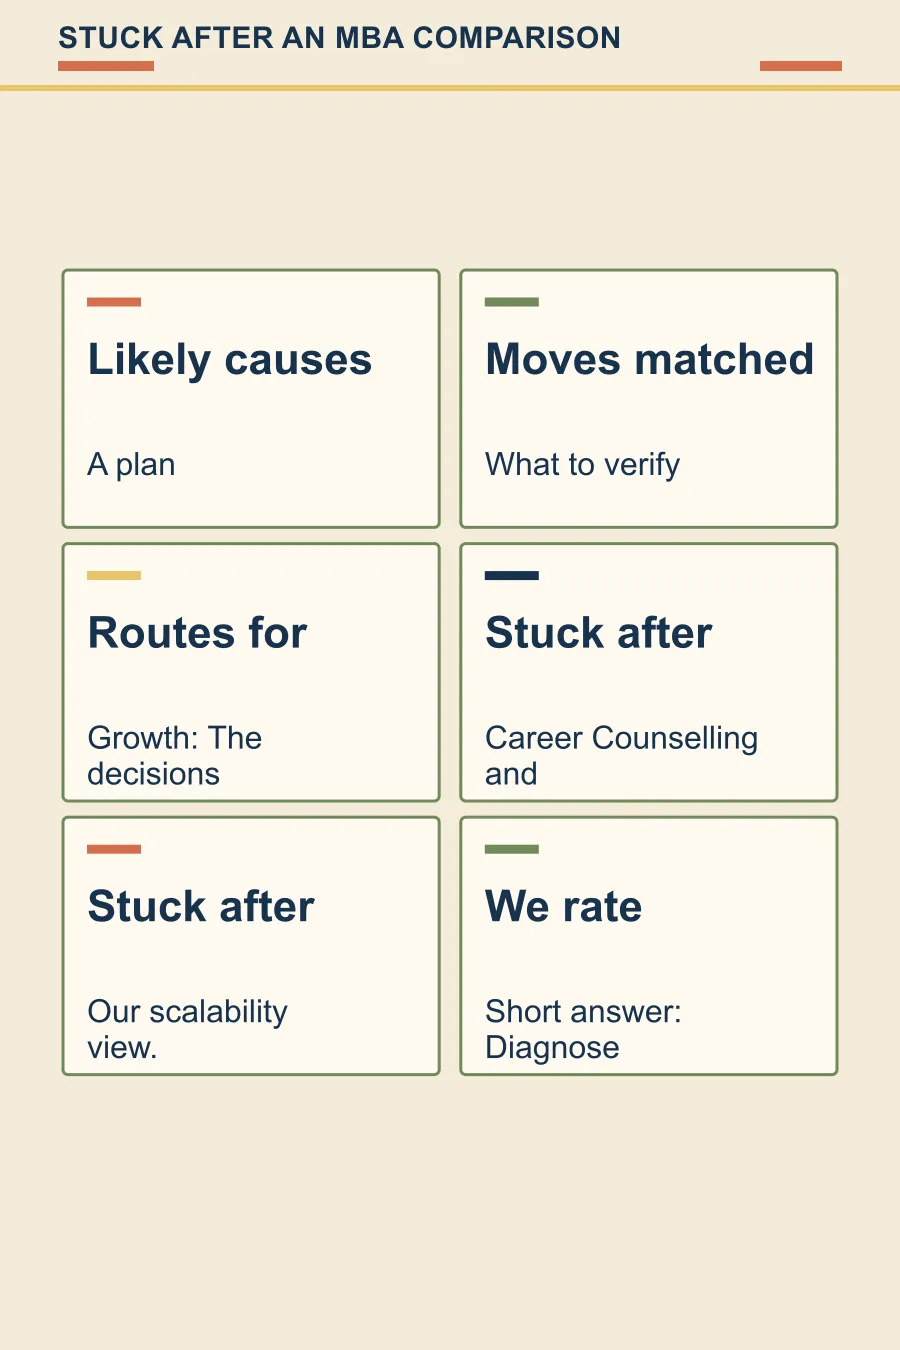 STUCK AFTER AN MBA COMPARISON
Likely causes
A plan
Moves matched
What to verify
Routes for
Growth: The
decisions
Stuck after
Career Counselling
and
Stuck after
Our scalability
view.
We rate
Short answer:
Diagnose